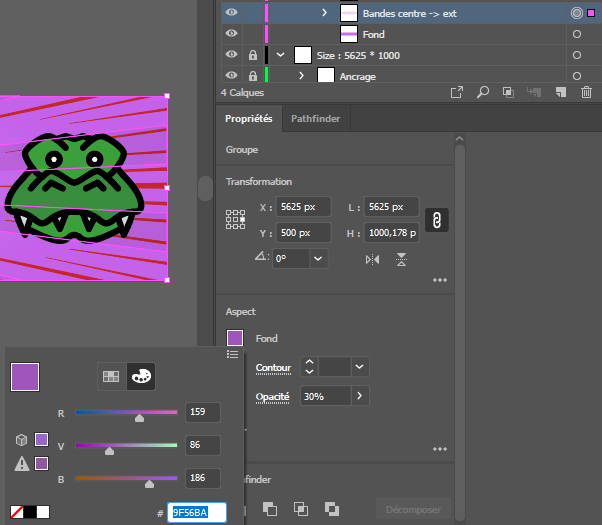 Bandes centre -> ext
Fond
Size : 5625 * 1000
Ancrage
4 Calques
Propriétés Pathfinder
Groupe
Transformation
X : 5625 px L : 5625 px
Y : 500 px H : 1000,178 p
0°
Aspect
Fond
Contour
Opacité 30%
R 159
V 86
B 186
# 9F56BA
finder
Décomposer